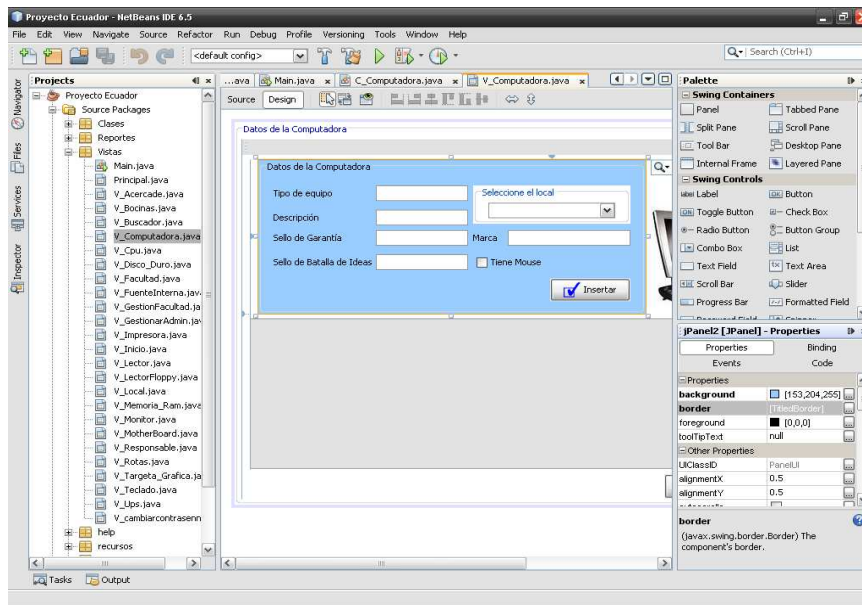 Proyecto Ecuador - NetBeans IDE 6.5
File Edit View Navigate Source Refactor Run Debug Profile Versioning Tools Window Help
<default config>
Search (Ctrl+I)
Navigator
Files
Services
Inspector
Projects
Proyecto Ecuador
Source Packages
Clases
Reportes
Vistas
Main.java
Principal.java
V_Acercade.java
V_Bocinas.java
V_Buscador.java
V_Computadora.java
V_Cpu.java
V_Disco_Duro.java
V_Facultad.java
V_FuenteInterna.jav
V_GestionFacultad.ja
V_GestionarAdmin.jav
V_Impresora.java
V_Inicio.java
V_Lector.java
V_LectorFloppy.java
V_Local.java
V_Memoria_Ram.java
V_Monitor.java
V_MotherBoard.java
V_Responsable.java
V_Rotas.java
V_Targeta_Grafica.ja
V_Teclado.java
V_Ups.java
V_cambiarcontrasenn
help
recursos
...ava Main.java C_Computadora.java V_Computadora.java
Source Design
Datos de la Computadora
Datos de la Computadora
Tipo de equipo
Seleccione el local
Descripción
Sello de Garantía
Marca
Sello de Batalla de Ideas
Tiene Mouse
Insertar
Palette
Swing Containers
Panel Tabbed Pane
Split Pane Scroll Pane
Tool Bar Desktop Pane
Internal Frame Layered Pane
Swing Controls
Label Button
Toggle Button Check Box
Radio Button Button Group
Combo Box List
Text Field Text Area
Scroll Bar Slider
Progress Bar Formatted Field
jPanel2 [JPanel] - Properties
Properties Binding
Events Code
Properties
background [153,204,255]
border [TitledBorder]
foreground [0,0,0]
toolTipText null
Other Properties
UIClassID PanelUI
alignmentX 0.5
alignmentY 0.5
border
(javax.swing.border.Border) The
component's border.
Tasks Output